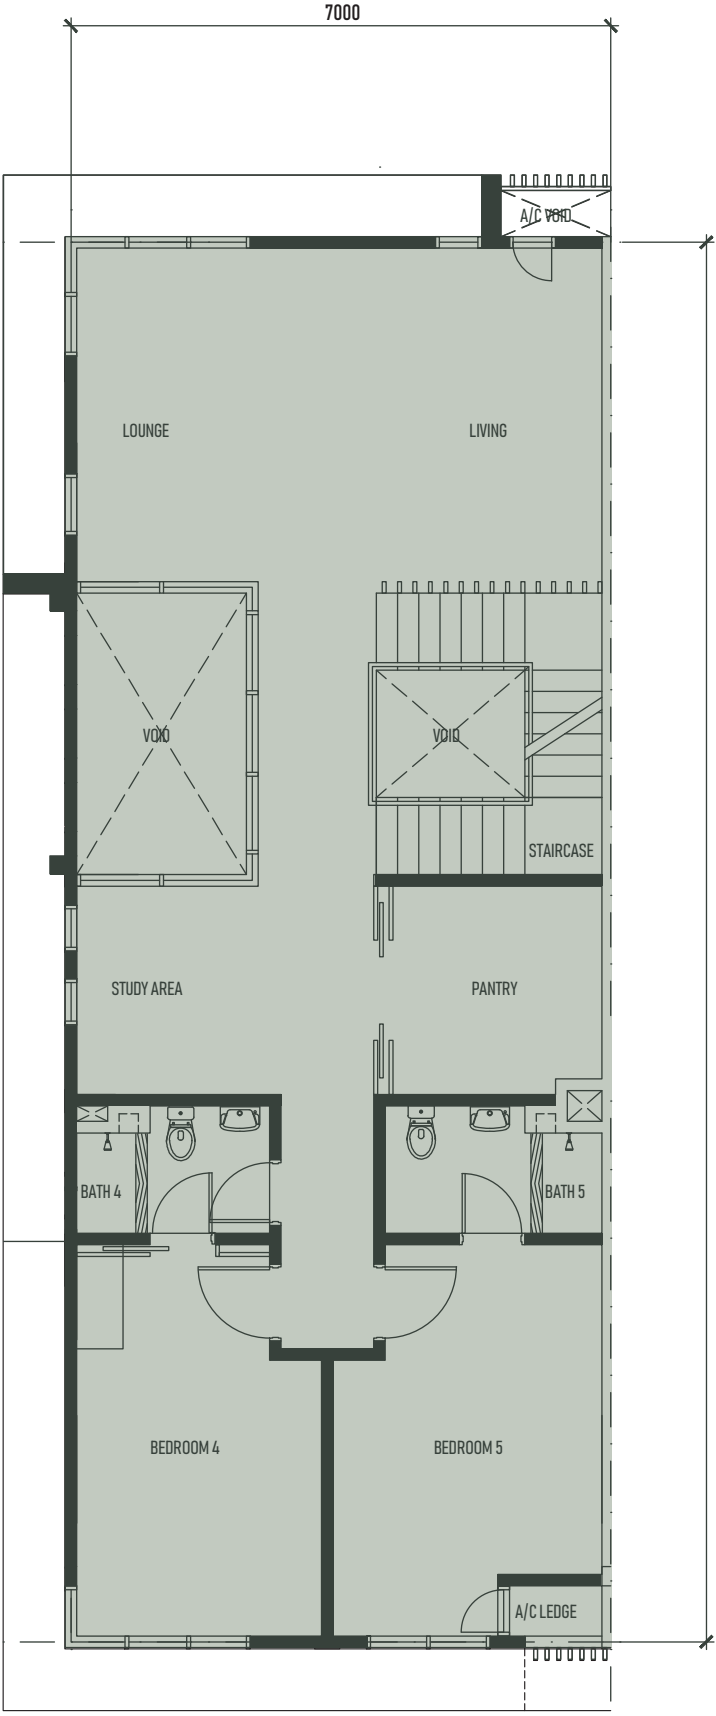 7000
A/C VOID
LOUNGE
LIVING
VOID
VOID
STAIRCASE
STUDY AREA
PANTRY
BATH 4
BATH 5
BEDROOM 4
BEDROOM 5
A/C LEDGE